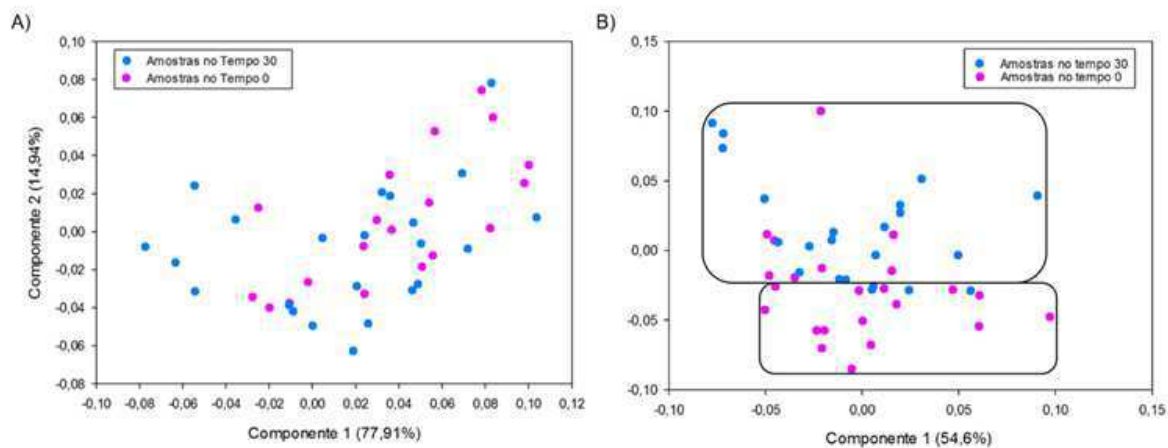 A)
0,10
0,08
0,06
0,04
0,02
0,00
-0,02
-0,04
-0,06
-0,08
Componente 2 (14,94%)
Amostras no Tempo 30
Amostras no Tempo 0
-0,10 -0,08 -0,06 -0,04 -0,02 0,00 0,02 0,04 0,06 0,08 0,10 0,12
Componente 1 (77,91%)
B)
0,15
0,10
0,05
0,00
-0,05
-0,10
Amostras no tempo 30
Amostras no tempo 0
-0,10 -0,05 0,00 0,05 0,10 0,15
Componente 1 (54,6%)